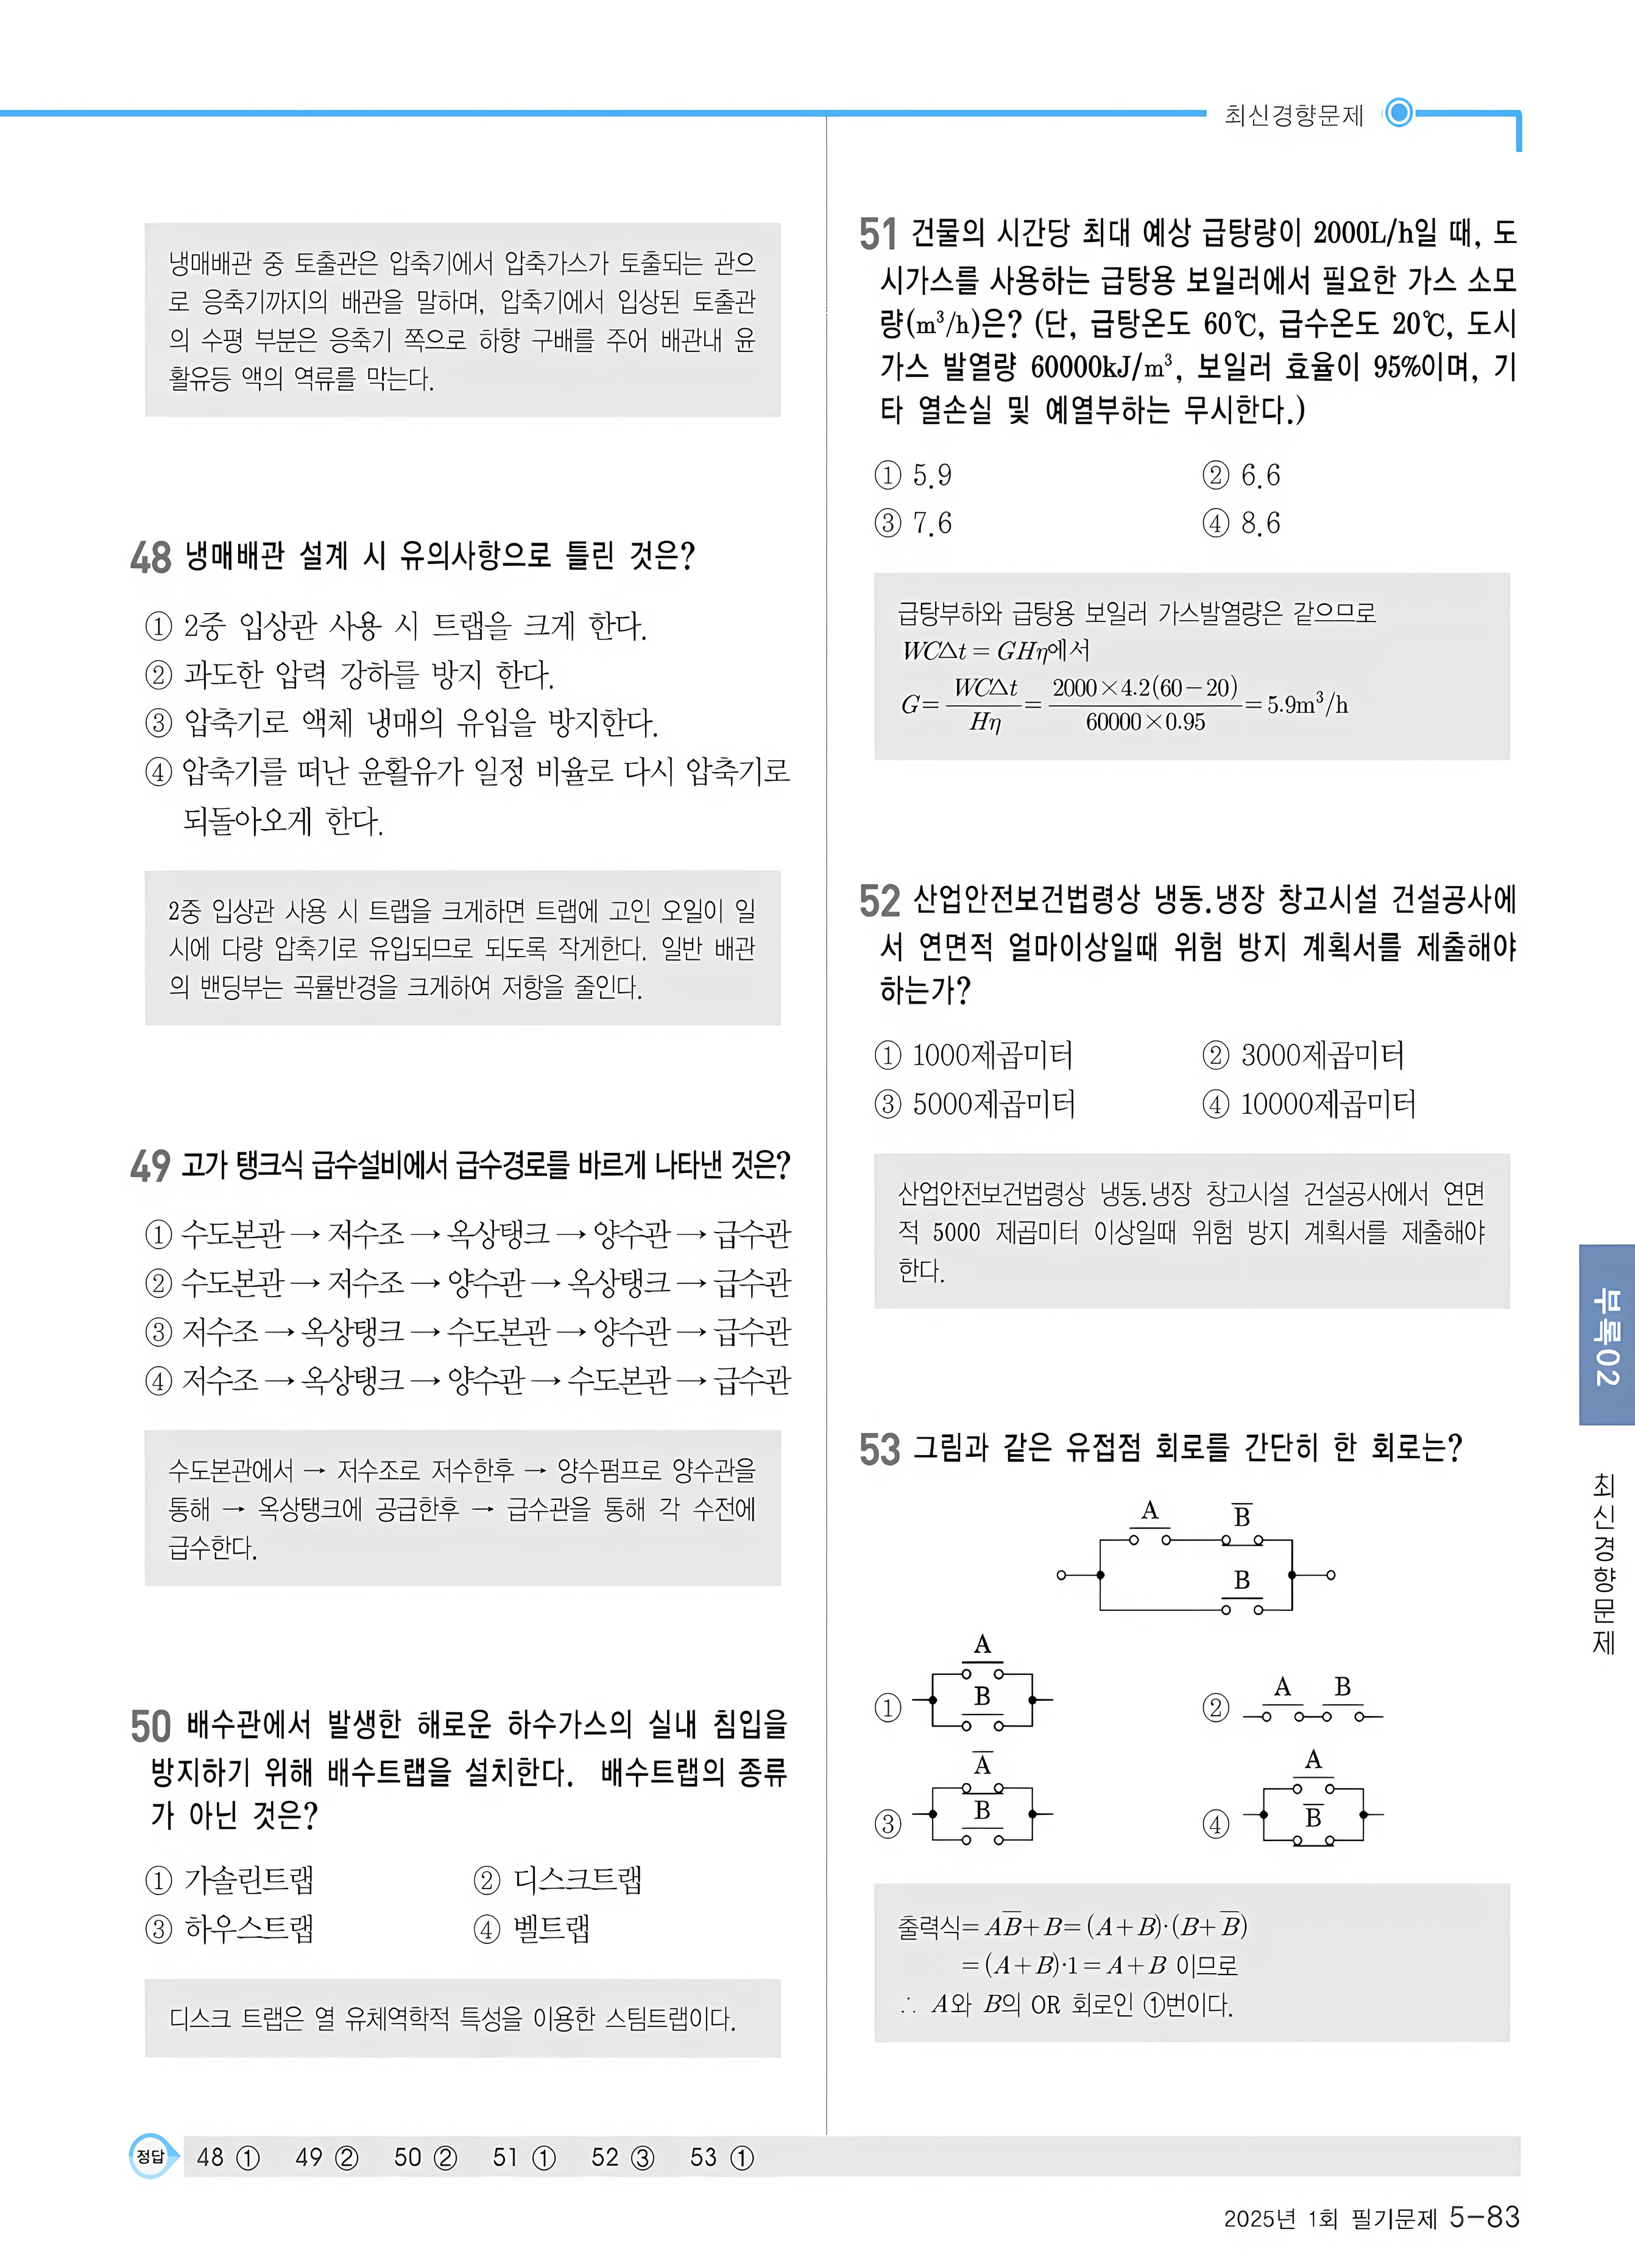 최신경향문제
냉매배관 중 토출관은 압축기에서 압축가스가 토출되는 관으
로 응축기까지의 배관을 말하며, 압축기에서 입상된 토출관
의 수평 부분은 응축기 쪽으로 하향 구배를 주어 배관내 윤
활유등 액의 역류를 막는다.
48 냉매배관 설계 시 유의사항으로 틀린 것은?
① 2중 입상관 사용 시 트랩을 크게 한다.
② 과도한 압력 강하를 방지 한다.
③ 압축기로 액체 냉매의 유입을 방지한다.
④ 압축기를 떠난 윤활유가 일정 비율로 다시 압축기로
되돌아오게 한다.
2중 입상관 사용 시 트랩을 크게하면 트랩에 고인 오일이 일
시에 다량 압축기로 유입되므로 되도록 작게한다. 일반 배관
의 밴딩부는 곡률반경을 크게하여 저항을 줄인다.
49 고가 탱크식 급수설비에서 급수경로를 바르게 나타낸 것은?
① 수도본관 → 저수조 → 옥상탱크 → 양수관 → 급수관
② 수도본관 → 저수조 → 양수관 → 옥상탱크 → 급수관
③ 저수조 → 옥상탱크 → 수도본관 → 양수관 → 급수관
④ 저수조 → 옥상탱크 → 양수관 → 수도본관 → 급수관
수도본관에서 → 저수조로 저수한후 → 양수펌프로 양수관을
통해 → 옥상탱크에 공급한후 → 급수관을 통해 각 수전에
급수한다.
50 배수관에서 발생한 해로운 하수가스의 실내 침입을
방지하기 위해 배수트랩을 설치한다. 배수트랩의 종류
가 아닌 것은?
① 가솔린트랩 ② 디스크트랩
③ 하우스트랩 ④ 벨트랩
디스크 트랩은 열 유체역학적 특성을 이용한 스팀트랩이다.
51 건물의 시간당 최대 예상 급탕량이 2000L/h일 때, 도
시가스를 사용하는 급탕용 보일러에서 필요한 가스 소모
량(m³/h)은? (단, 급탕온도 60℃, 급수온도 20℃, 도시
가스 발열량 60000kJ/m³, 보일러 효율이 95%이며, 기
타 열손실 및 예열부하는 무시한다.)
① 5.9 ② 6.6
③ 7.6 ④ 8.6
급탕부하와 급탕용 보일러 가스발열량은 같으므로
WC△t = GHη에서
G = WC△t / Hη = 2000×4.2(60−20) / 60000×0.95 = 5.9m³/h
52 산업안전보건법령상 냉동.냉장 창고시설 건설공사에
서 연면적 얼마이상일때 위험 방지 계획서를 제출해야
하는가?
① 1000제곱미터 ② 3000제곱미터
③ 5000제곱미터 ④ 10000제곱미터
산업안전보건법령상 냉동.냉장 창고시설 건설공사에서 연면
적 5000 제곱미터 이상일때 위험 방지 계획서를 제출해야
한다.
53 그림과 같은 유접점 회로를 간단히 한 회로는?
A B̅
B
① A B
② A B
③ A̅ B
④ A B̅
출력식= AB̅+B=(A+B)·(B+B̅)
=(A+B)·1=A+B 이므로
∴ A와 B의 OR 회로인 ①번이다.
부록02
최신경향문제
정답 48 ① 49 ② 50 ② 51 ① 52 ③ 53 ①
2025년 1회 필기문제 5-83